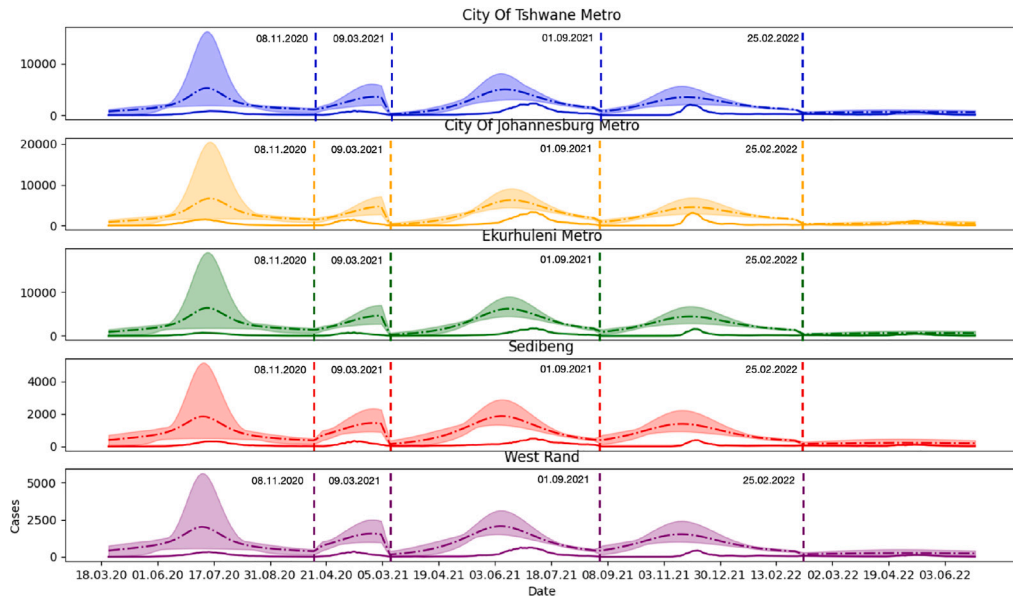 City Of Tshwane Metro
08.11.2020 09.03.2021 01.09.2021 25.02.2022
10000
0
City Of Johannesburg Metro
08.11.2020 09.03.2021 01.09.2021 25.02.2022
20000
10000
0
Ekurhuleni Metro
08.11.2020 09.03.2021 01.09.2021 25.02.2022
10000
0
Sedibeng
08.11.2020 09.03.2021 01.09.2021 25.02.2022
4000
2000
0
West Rand
08.11.2020 09.03.2021 01.09.2021 25.02.2022
5000
2500
0
Cases
18.03.20 01.06.20 17.07.20 31.08.20 21.04.20 05.03.21 19.04.21 03.06.21 18.07.21 08.09.21 03.11.21 30.12.21 13.02.22 02.03.22 19.04.22 03.06.22
Date